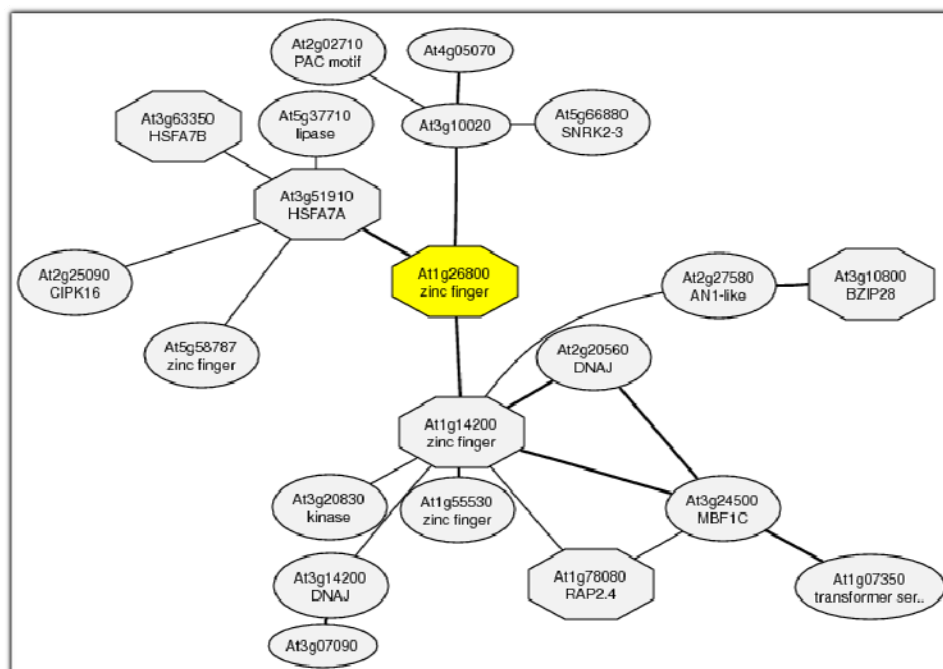 At2g02710
PAC motif
At4g05070
At3g63350
HSFA7B
At5g37710
lipase
At3g10020
At5g66880
SNRK2-3
At3g51910
HSFA7A
At2g25090
CIPK16
At1g26800
zinc finger
At2g27580
AN1-like
At3g10800
BZIP28
At5g58787
zinc finger
At2g20560
DNAJ
At1g14200
zinc finger
At3g20830
kinase
At1g55530
zinc finger
At3g24500
MBF1C
At3g14200
DNAJ
At1g78080
RAP2.4
At1g07350
transformer ser..
At3g07090